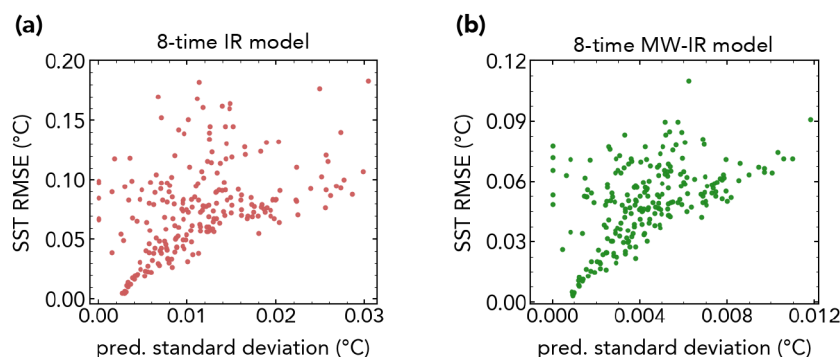 (a)
8-time IR model
0.20
0.15
0.10
0.05
0.00
SST RMSE (°C)
0.00 0.01 0.02 0.03
pred. standard deviation (°C)
(b)
8-time MW-IR model
0.12
0.09
0.06
0.03
0.00
SST RMSE (°C)
0.000 0.004 0.008 0.012
pred. standard deviation (°C)